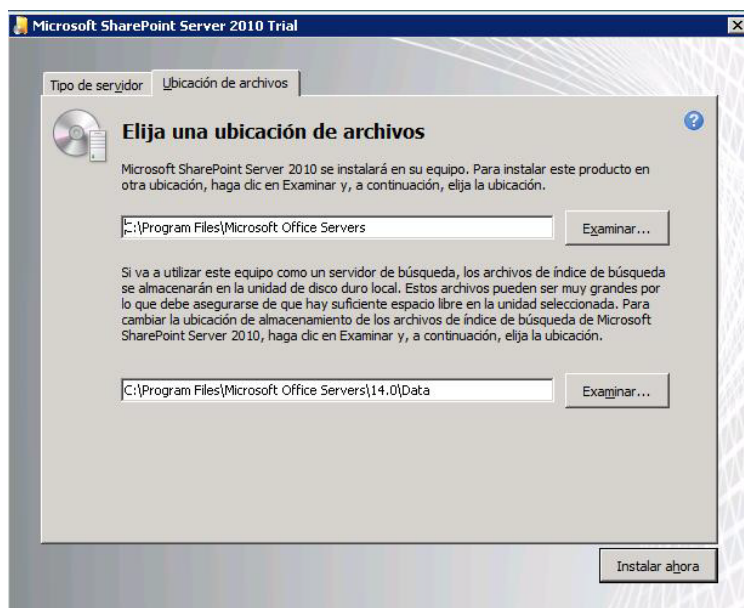 Microsoft SharePoint Server 2010 Trial
Tipo de servidor
Ubicación de archivos
Elija una ubicación de archivos
Microsoft SharePoint Server 2010 se instalará en su equipo. Para instalar este producto en
otra ubicación, haga clic en Examinar y, a continuación, elija la ubicación.
C:\Program Files\Microsoft Office Servers
Examinar...
Si va a utilizar este equipo como un servidor de búsqueda, los archivos de índice de búsqueda
se almacenarán en la unidad de disco duro local. Estos archivos pueden ser muy grandes por
lo que debe asegurarse de que hay suficiente espacio libre en la unidad seleccionada. Para
cambiar la ubicación de almacenamiento de los archivos de índice de búsqueda de Microsoft
SharePoint Server 2010, haga clic en Examinar y, a continuación, elija la ubicación.
C:\Program Files\Microsoft Office Servers\14.0\Data
Examinar...
Instalar ahora